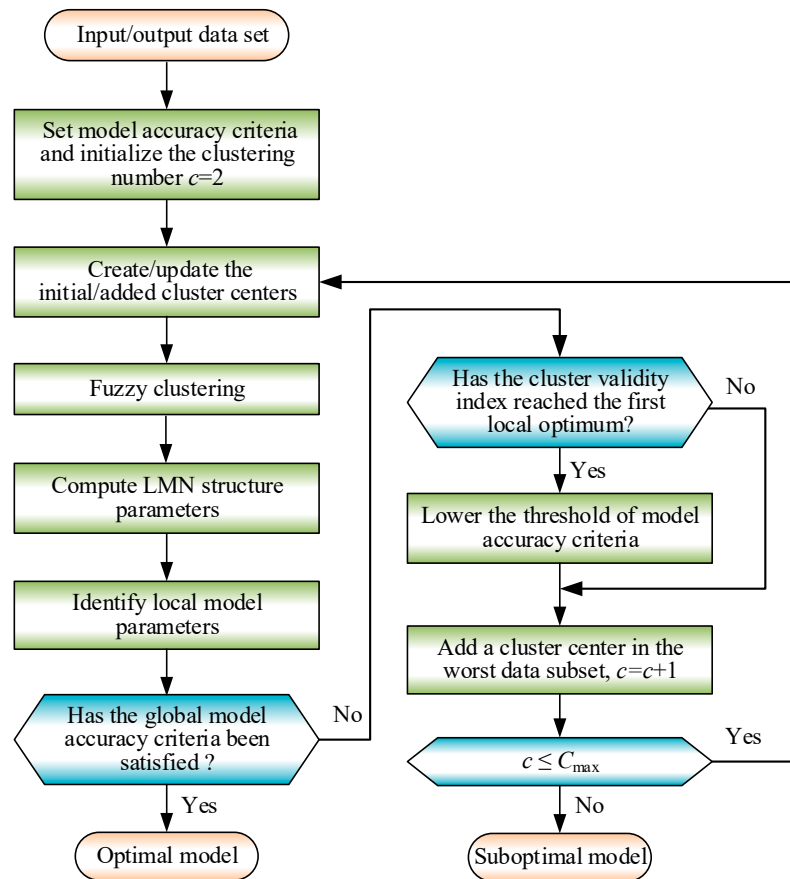 Input/output data set
Set model accuracy criteria
and initialize the clustering
number c=2
Create/update the
initial/added cluster centers
Fuzzy clustering
Compute LMN structure
parameters
Identify local model
parameters
Has the global model
accuracy criteria been
satisfied ?
No
Yes
Optimal model
Has the cluster validity
index reached the first
local optimum?
No
Yes
Lower the threshold of model
accuracy criteria
Add a cluster center in the
worst data subset, c=c+1
c ≤ Cmax
Yes
No
Suboptimal model